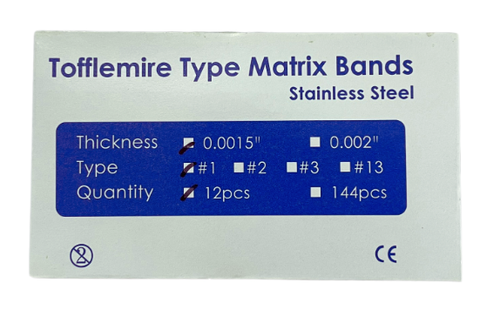 Tofflemire Type Matrix Bands
Stainless Steel
Thickness 0.0015" 0.002"
Type #1 #2 #3 #13
Quantity 12pcs 144pcs
2
CE